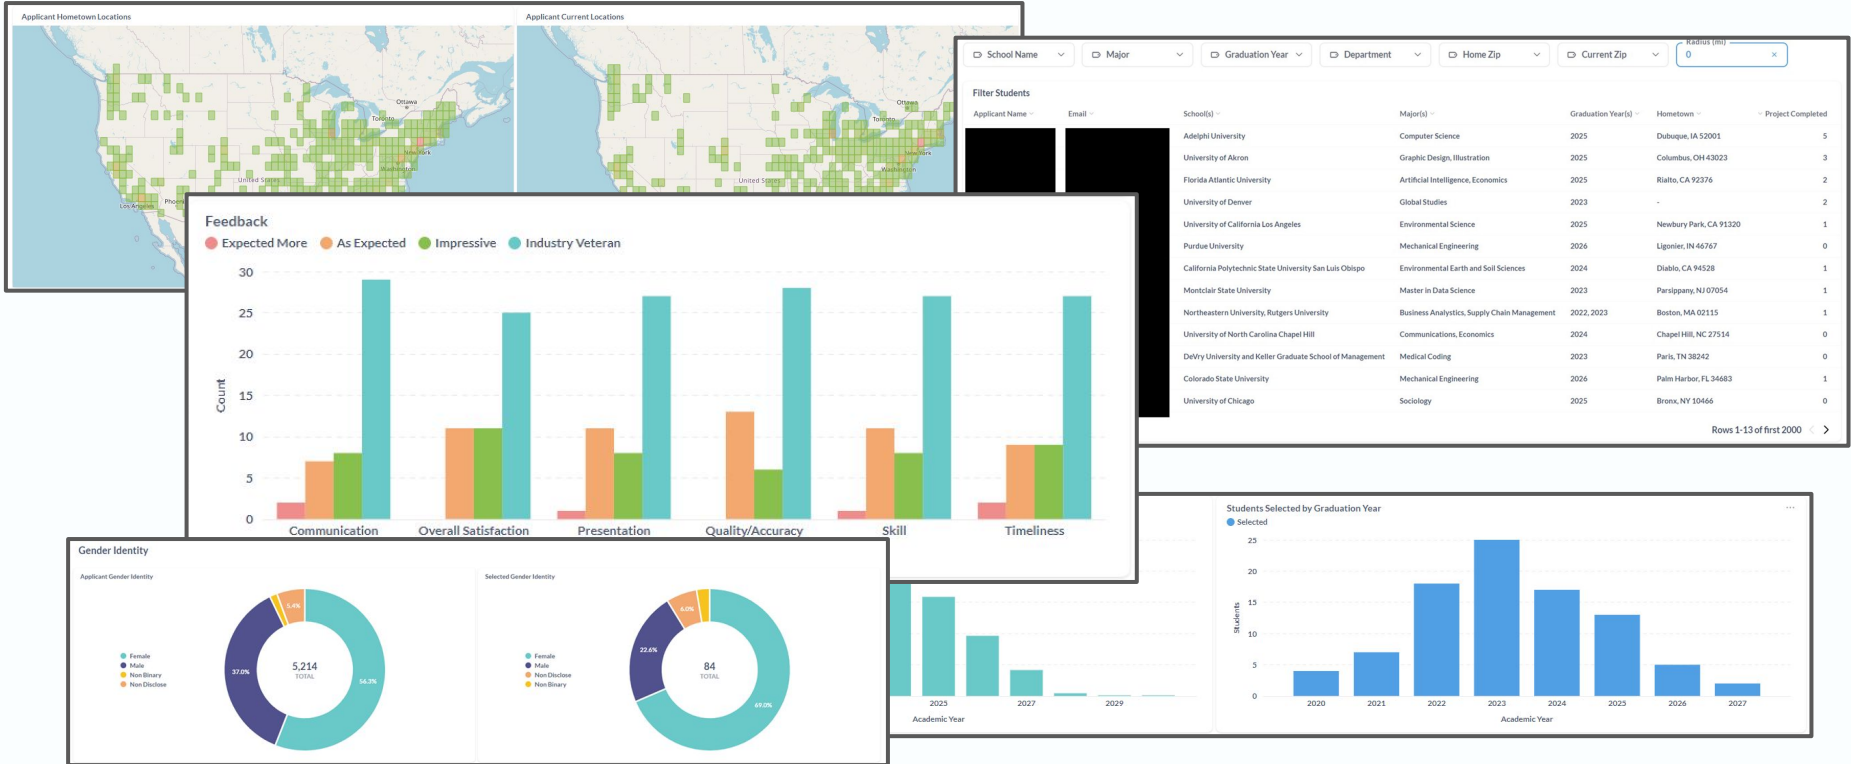 Applicant Hometown Locations
Applicant Current Locations
Ottawa
Toronto
New York
Washington
United States
Los Angeles
Ottawa
Toronto
New York
Washington
School Name
Major
Graduation Year
Department
Home Zip
Current Zip
Radius (mi)
0
Filter Students
Applicant Name Email School(s) Major(s) Graduation Year(s) Hometown Project Completed
Adelphi University Computer Science 2025 Dubuque, IA 52001 5
University of Akron Graphic Design, Illustration 2025 Columbus, OH 43023 3
Florida Atlantic University Artificial Intelligence, Economics 2025 Rialto, CA 92376 2
University of Denver Global Studies 2023 - 2
University of California Los Angeles Environmental Science 2025 Newbury Park, CA 91320 1
Purdue University Mechanical Engineering 2026 Ligonier, IN 46767 0
California Polytechnic State University San Luis Obispo Environmental Earth and Soil Sciences 2024 Diablo, CA 94528 1
Montclair State University Master in Data Science 2023 Parsippany, NJ 07054 1
Northeastern University, Rutgers University Business Analystics, Supply Chain Management 2022, 2023 Boston, MA 02115 1
University of North Carolina Chapel Hill Communications, Economics 2024 Chapel Hill, NC 27514 0
DeVry University and Keller Graduate School of Management Medical Coding 2023 Paris, TN 38242 0
Colorado State University Mechanical Engineering 2026 Palm Harbor, FL 34683 1
University of Chicago Sociology 2025 Bronx, NY 10466 0
Rows 1-13 of first 2000
Feedback
Expected More As Expected Impressive Industry Veteran
30
25
20
15
10
5
0
Count
Communication Overall Satisfaction Presentation Quality/Accuracy Skill Timeliness
Gender Identity
Applicant Gender Identity
Female
Male
Non Binary
Non Disclose
5.4%
37.0%
56.3%
5,214
TOTAL
Selected Gender Identity
Female
Male
Non Disclose
Non Binary
6.0%
22.6%
69.0%
84
TOTAL
2025 2027 2029
Academic Year
Students Selected by Graduation Year
Selected
25
20
15
10
5
0
Students
2020 2021 2022 2023 2024 2025 2026 2027
Academic Year